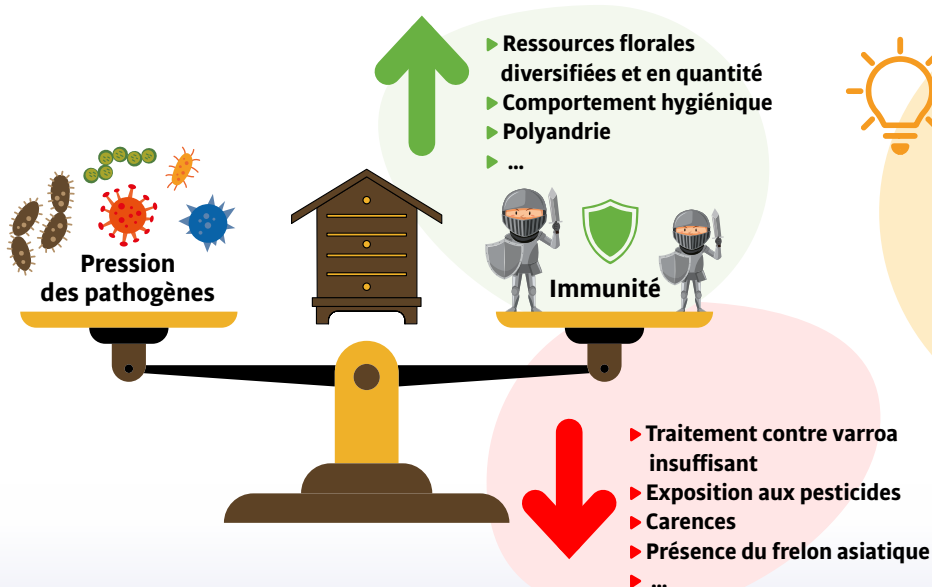 ▶ Ressources florales
diversifiées et en quantité
▶ Comportement hygiénique
▶ Polyandrie
▶ ...
Pression
des pathogènes
Immunité
▶ Traitement contre varroa
insuffisant
▶ Exposition aux pesticides
▶ Carences
▶ Présence du frelon asiatique
▶ ...